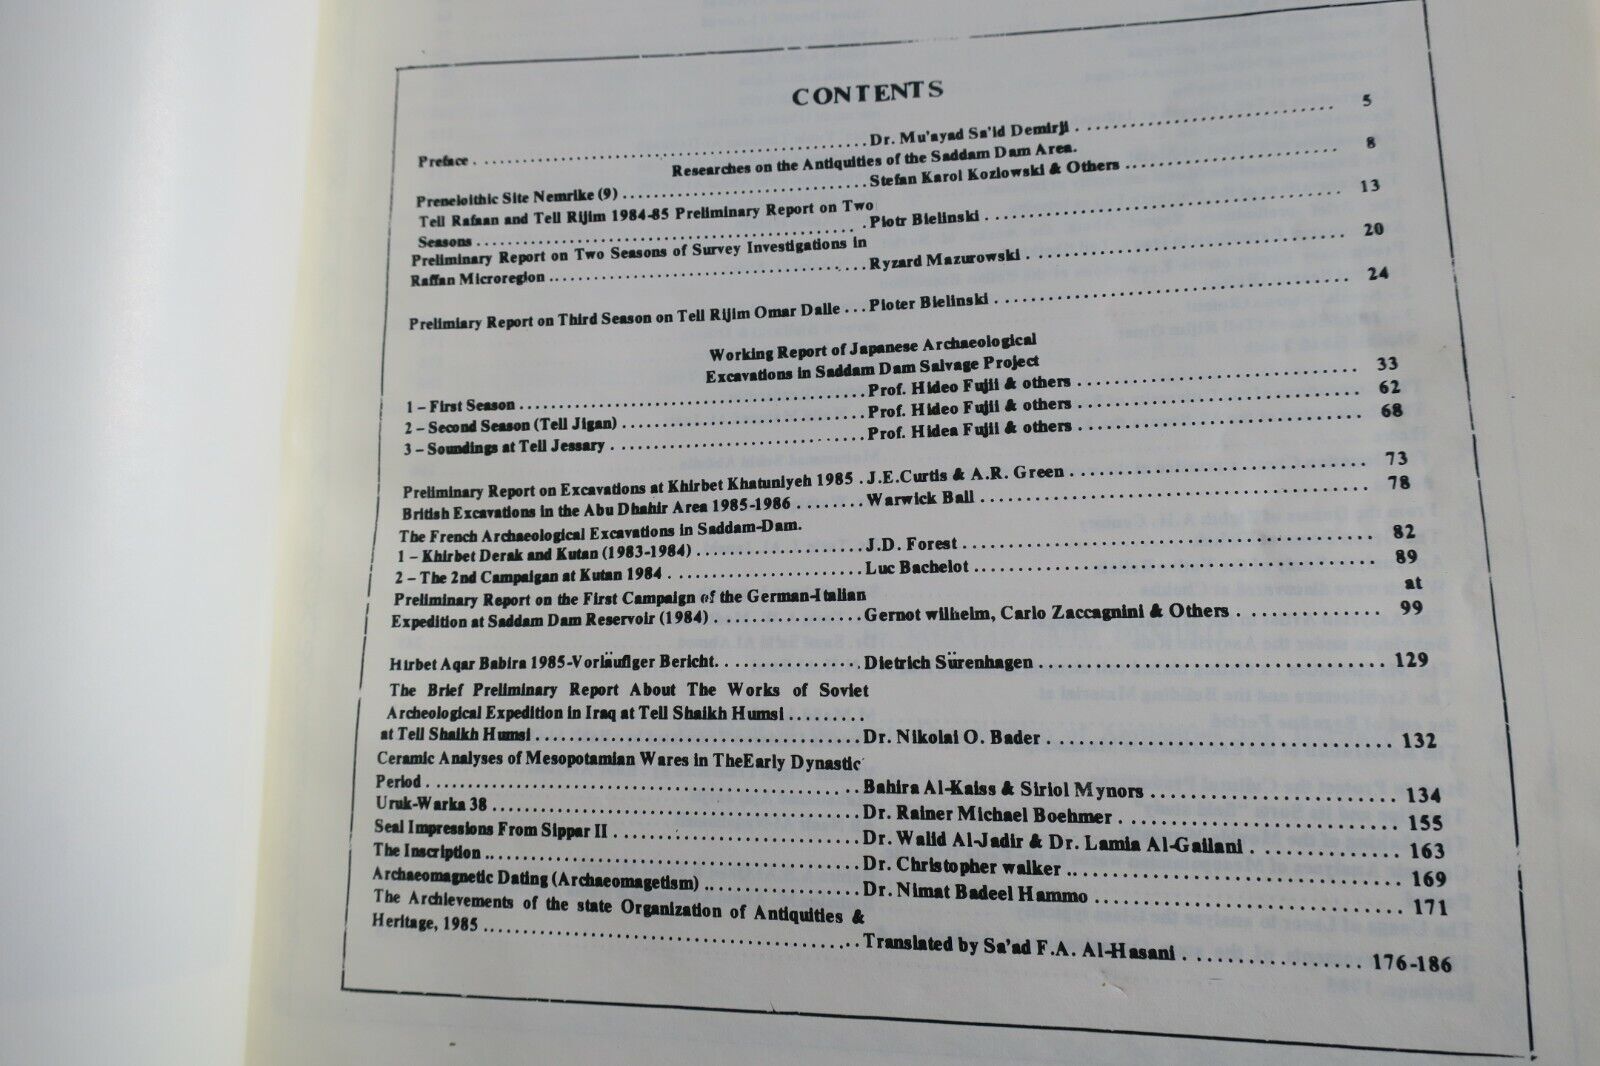 CONTENTS
Preface . . . . . . . . . . . . . . . . . . . . Dr. Mu'ayad Sa'id Demirji . . . . . . . . . . 5
Researches on the Antiquities of the Saddam Dam Area.
Preneloithic Site Nemrike (9) . . . . . . . . . . Stefan Karol Kozlowski & Others . . . . . . . . . . 8
Tell Rafaan and Tell Rijim 1984-85 Preliminary Report on Two
Seasons . . . . . . . . . . Piotr Bielinski . . . . . . . . . . 13
Preliminary Report on Two Seasons of Survey Investigations in
Raffan Microregion . . . . . . . . . . Ryzard Mazurowski . . . . . . . . . . 20
Prelimiary Report on Third Season on Tell Rijim Omar Dalle . . . Pioter Bielinski . . . . . . . . . . 24
Working Report of Japanese Archaeological
Excavations in Saddam Dam Salvage Project
1 – First Season . . . . . . . . . . Prof. Hideo Fujii & others . . . . . . . . . . 33
2 – Second Season (Tell Jigan) . . . . . . . . . . Prof. Hideo Fujii & others . . . . . . . . . . 62
3 – Soundings at Tell Jessary . . . . . . . . . . Prof. Hidea Fujii & others . . . . . . . . . . 68
Preliminary Report on Excavations at Khirbet Khatuniyeh 1985 . J.E.Curtis & A.R. Green . . . . . . . . . . 73
British Excavations in the Abu Dhahir Area 1985-1986 . . . . . . . . Warwick Ball . . . . . . . . . . 78
The French Archaeological Excavations in Saddam-Dam.
1 – Khirbet Derak and Kutan (1983-1984) . . . . . . . . . . J.D. Forest . . . . . . . . . . 82
2 – The 2nd Campaigan at Kutan 1984 . . . . . . . . . . Luc Bachelot . . . . . . . . . . 89
Preliminary Report on the First Campaign of the German-Italian at
Expedition at Saddam Dam Reservoir (1984) . . . . . . . . . . Gernot wilhelm, Carlo Zaccagnini & Others . . . . . . . . . . 99
Hirbet Aqar Babira 1985-Vorläufiger Bericht. . . . . . . . . . . Dietrich Sürenhagen . . . . . . . . . . 129
The Brief Preliminary Report About The Works of Soviet
Archeological Expedition in Iraq at Tell Shaikh Humsi . . . . . . . . .
at Tell Shaikh Humsi . . . . . . . . . . Dr. Nikolai O. Bader . . . . . . . . . . 132
Ceramic Analyses of Mesopotamian Wares in TheEarly Dynastic
Period . . . . . . . . . . Bahira Al-Kaiss & Siriol Mynors . . . . . . . . . . 134
Uruk-Warka 38 . . . . . . . . . . Dr. Rainer Michael Boehmer . . . . . . . . . . 155
Seal Impressions From Sippar II . . . . . . . . . . Dr. Walid Al-Jadir & Dr. Lamia Al-Gailani . . . . . . . . . . 163
The Inscription . . . . . . . . . . Dr. Christopher walker . . . . . . . . . . 169
Archaeomagnetic Dating (Archaeomagetism) . . . . . . . . . . Dr. Nimat Badeel Hammo . . . . . . . . . . 171
The Archievements of the state Organization of Antiquities &
Heritage, 1985 . . . . . . . . . . Translated by Sa'ad F.A. Al-Hasani . . . . . . . . . . 176-186